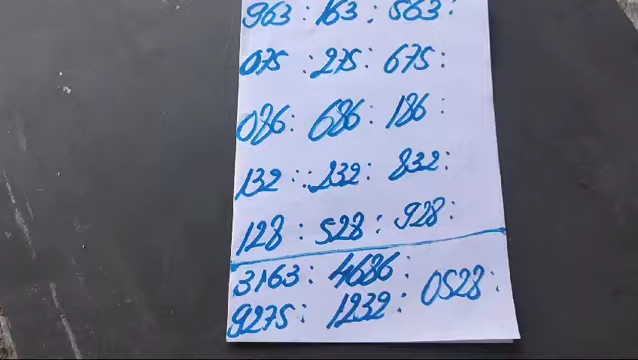 963 : 163 : 563 :
075 : 275 : 675 :
086 : 686 : 186 :
132 : 232 : 832 :
128 : 528 : 928 :
3163 : 4686 :
9275 : 1232 : 0528 :